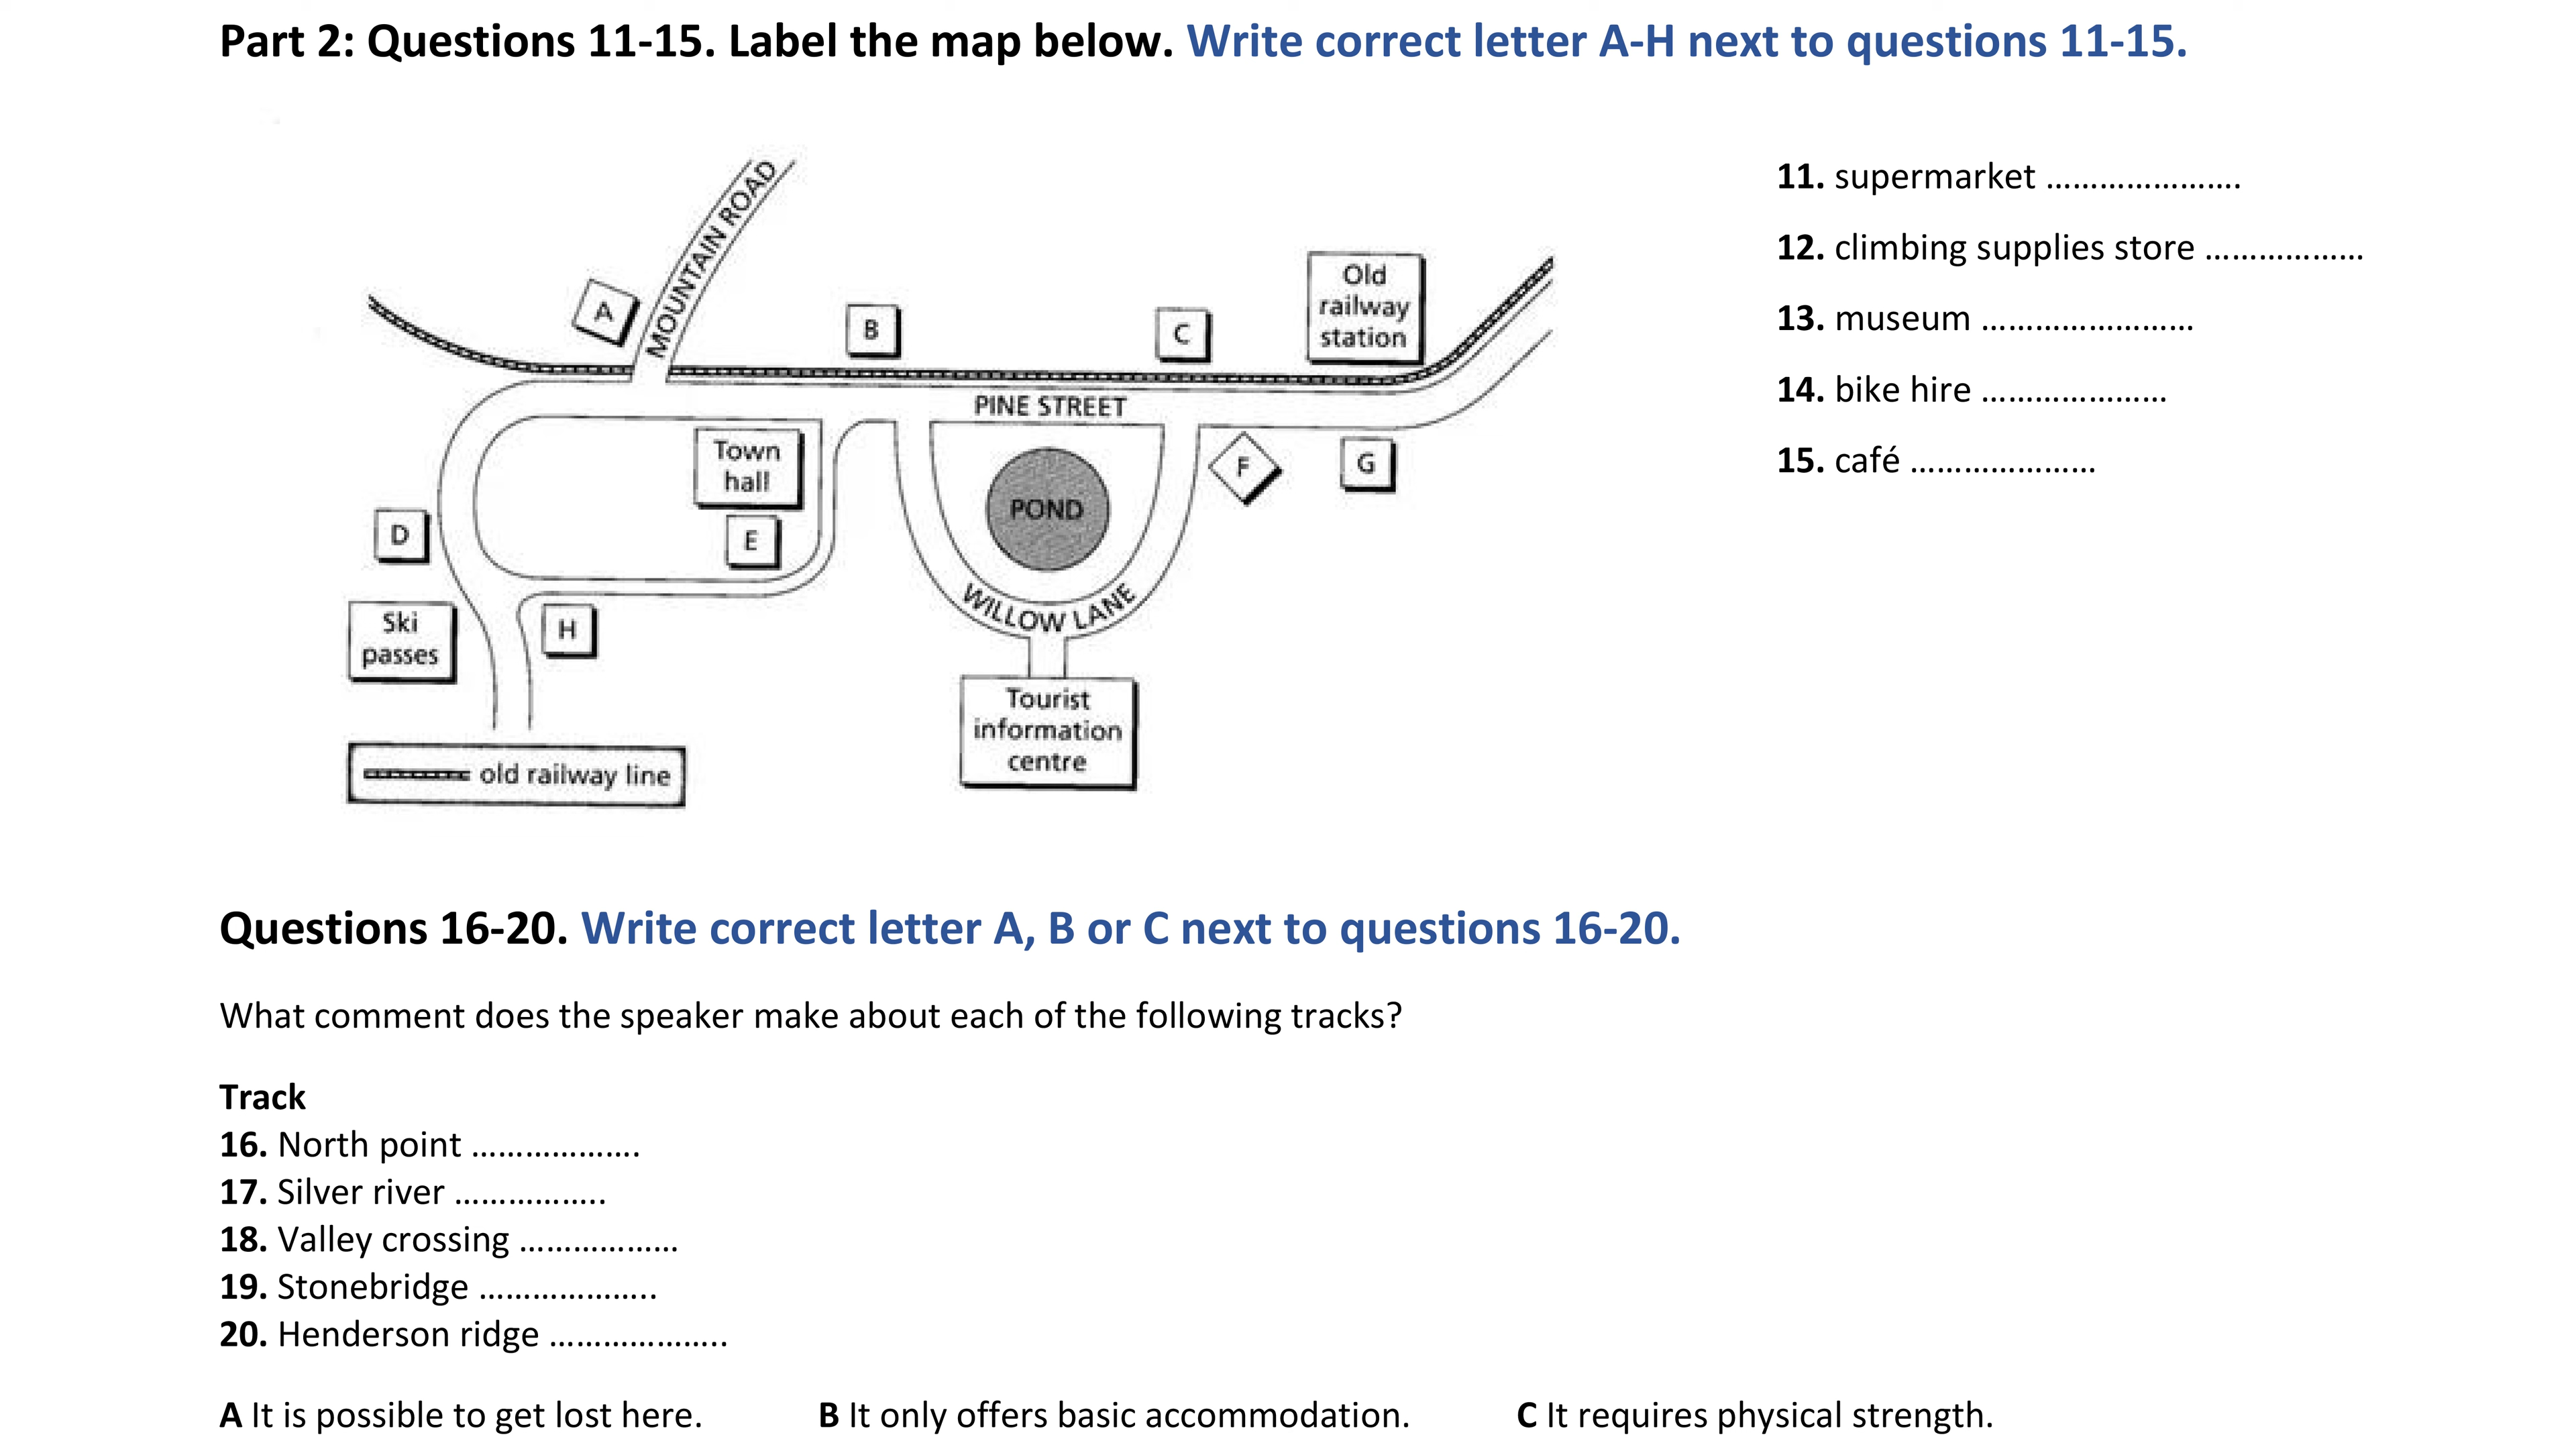 Part 2: Questions 11-15. Label the map below. Write correct letter A-H next to questions 11-15.
MOUNTAIN ROAD
A
B
C
Old
railway
station
PINE STREET
Town
hall
E
POND
F
G
D
WILLOW LANE
Ski
passes
H
Tourist
information
centre
old railway line
11. supermarket ………………….
12. climbing supplies store ………………
13. museum ……………………
14. bike hire …………………
15. café …………………
Questions 16-20. Write correct letter A, B or C next to questions 16-20.
What comment does the speaker make about each of the following tracks?
Track
16. North point ……………….
17. Silver river ……………..
18. Valley crossing ………………
19. Stonebridge ………………..
20. Henderson ridge ………………..
A It is possible to get lost here. B It only offers basic accommodation. C It requires physical strength.